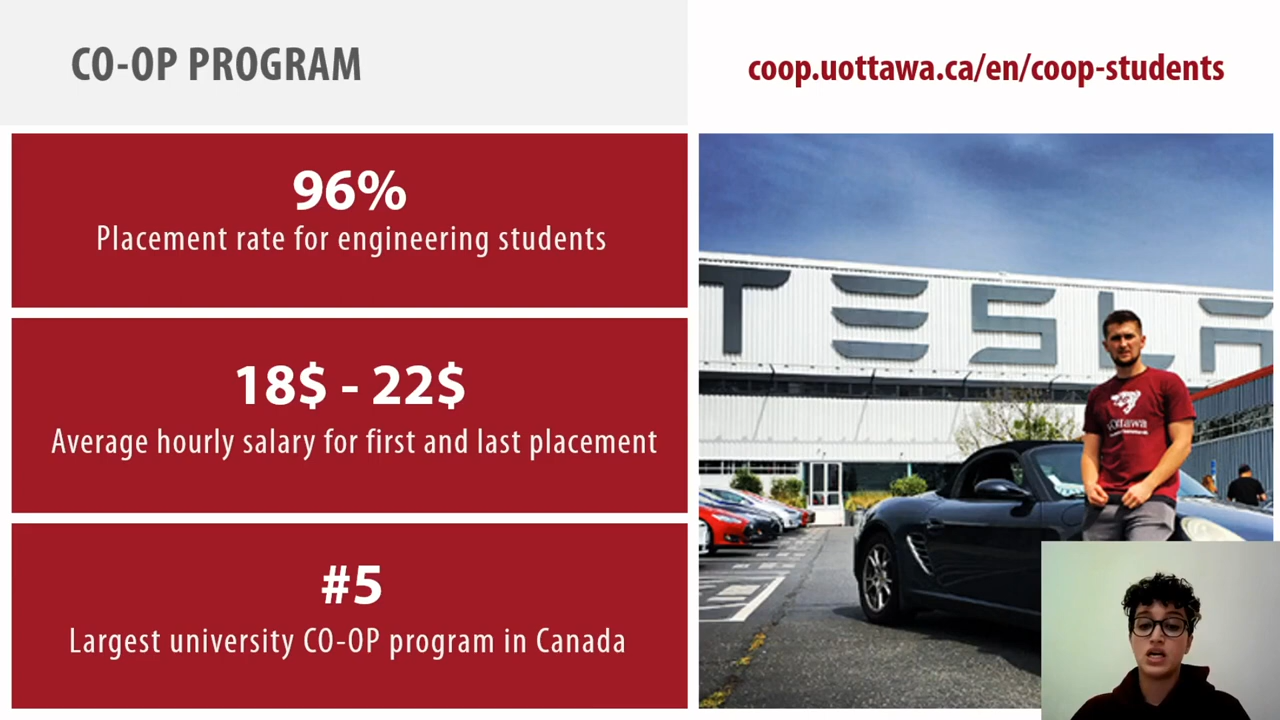 CO-OP PROGRAM
coop.uottawa.ca/en/coop-students
96%
Placement rate for engineering students
18$ - 22$
Average hourly salary for first and last placement
#5
Largest university CO-OP program in Canada
TESLA
uOttawa